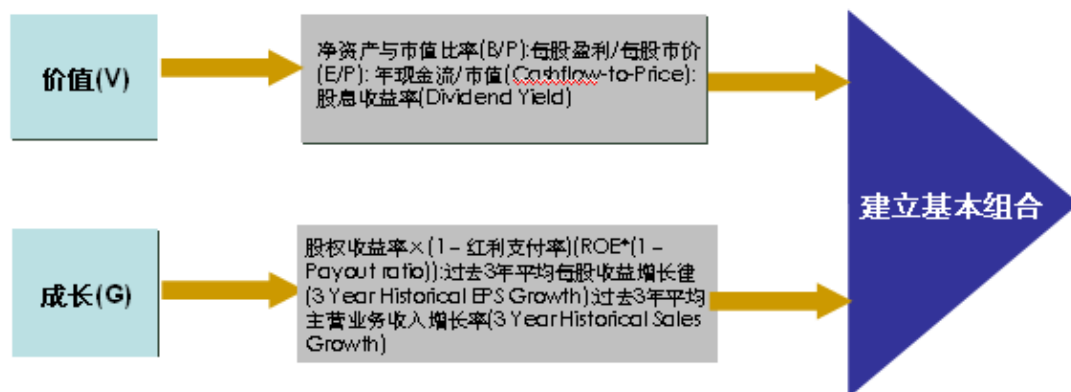 价值(V)
净资产与市值比率(B/P):每股盈利/每股市价
(E/P): 年现金流/市值(Cashflow-to-Price):
股息收益率(Dividend Yield)
成长(G)
股权收益率×(1 – 红利支付率)(ROE*(1 –
Payout ratio)):过去3年平均每股收益增长律
(3 Year Historical EPS Growth):过去3年平均
主营业务收入增长率(3 Year Historical Sales
Growth)
建立基本组合